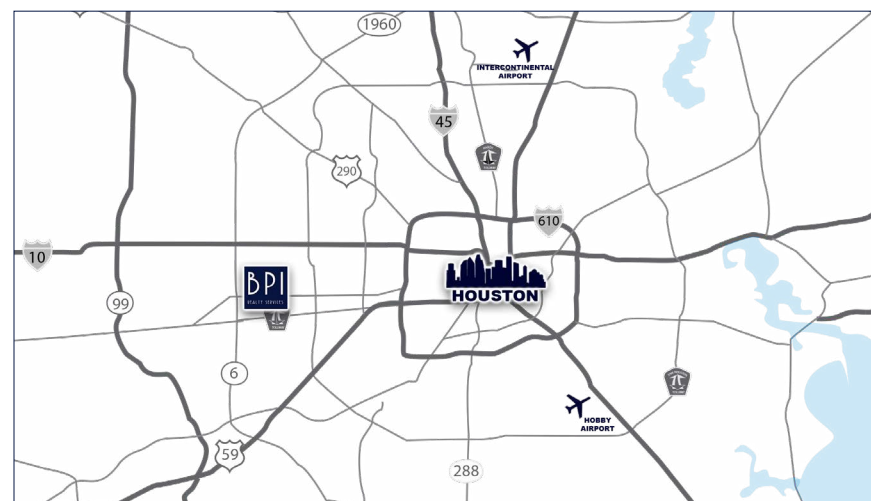 1960
INTERCONTINENTAL
AIRPORT
45
290
610
10
BPI
REALTY SERVICES
HOUSTON
99
6
HOBBY
AIRPORT
59
288